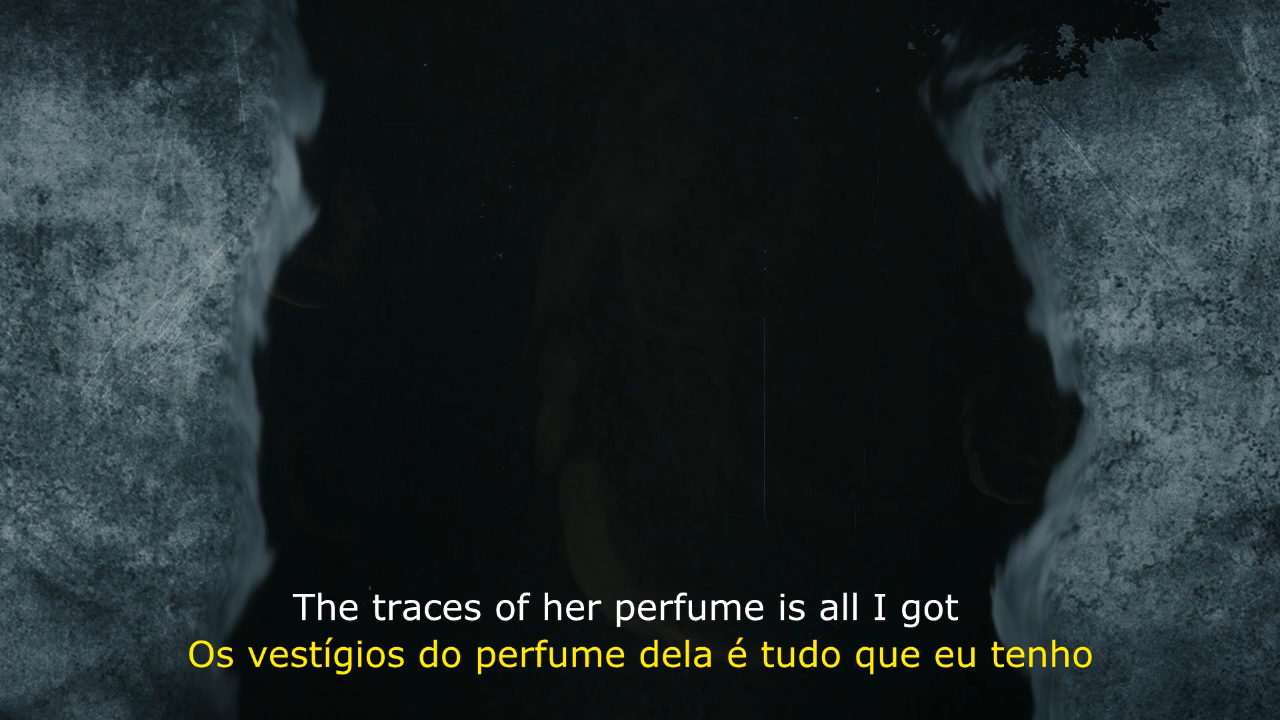 The traces of her perfume is all I got
Os vestígios do perfume dela é tudo que eu tenho